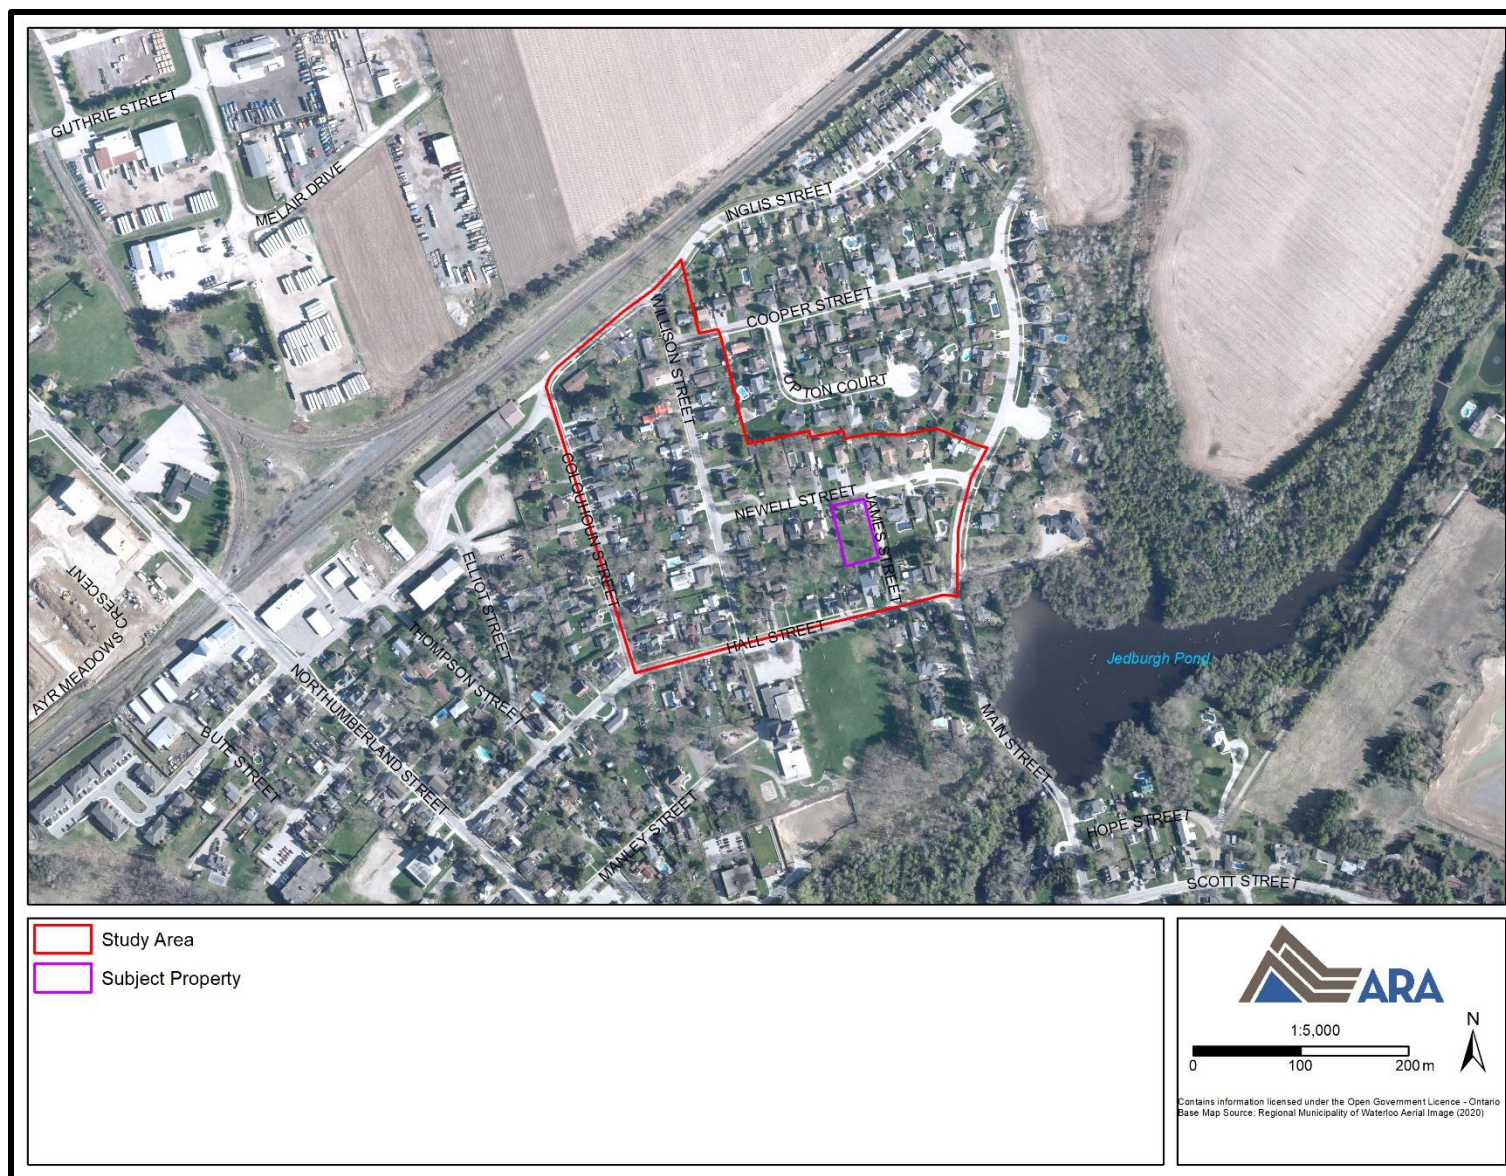 GUTHRIE STREET
MELAIR DRIVE
INGLIS STREET
WILLISON STREET
COOPER STREET
UPTON COURT
COLQUHOUN STREET
NEWELL STREET
JAMES STREET
ELLIOT STREET
HALL STREET
THOMPSON STREET
AYR MEADOWS CRESCENT
NORTHUMBERLAND STREET
BUTE STREET
Jedburgh Pond
MAIN STREET
MANLEY STREET
HOPE STREET
SCOTT STREET
Study Area
Subject Property
ARA
1:5,000
N
0 100 200 m
Contains information licensed under the Open Government Licence - Ontario
Base Map Source: Regional Municipality of Waterloo Aerial Image (2020)